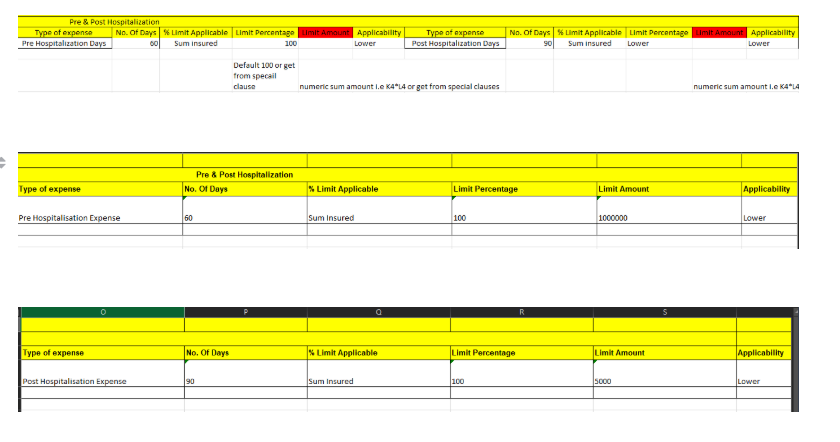 Pre & Post Hospitalization
Type of expense No. Of Days % Limit Applicable Limit Percentage Limit Amount Applicability Type of expense No. Of Days % Limit Applicable Limit Percentage Limit Amount Applicability
Pre Hospitalization Days 60 Sum insured 100 Lower Post Hospitalization Days 90 Sum insured Lower Lower
Default 100 or get
from specail
clause numeric sum amount i.e K4*L4 or get from special clauses numeric sum amount i.e K4*L4
Pre & Post Hospitalization
Type of expense No. Of Days % Limit Applicable Limit Percentage Limit Amount Applicability
Pre Hospitalisation Expense 60 Sum Insured 100 1000000 Lower
O P Q R S
Type of expense No. Of Days % Limit Applicable Limit Percentage Limit Amount Applicability
Post Hospitalisation Expense 90 Sum Insured 100 5000 Lower